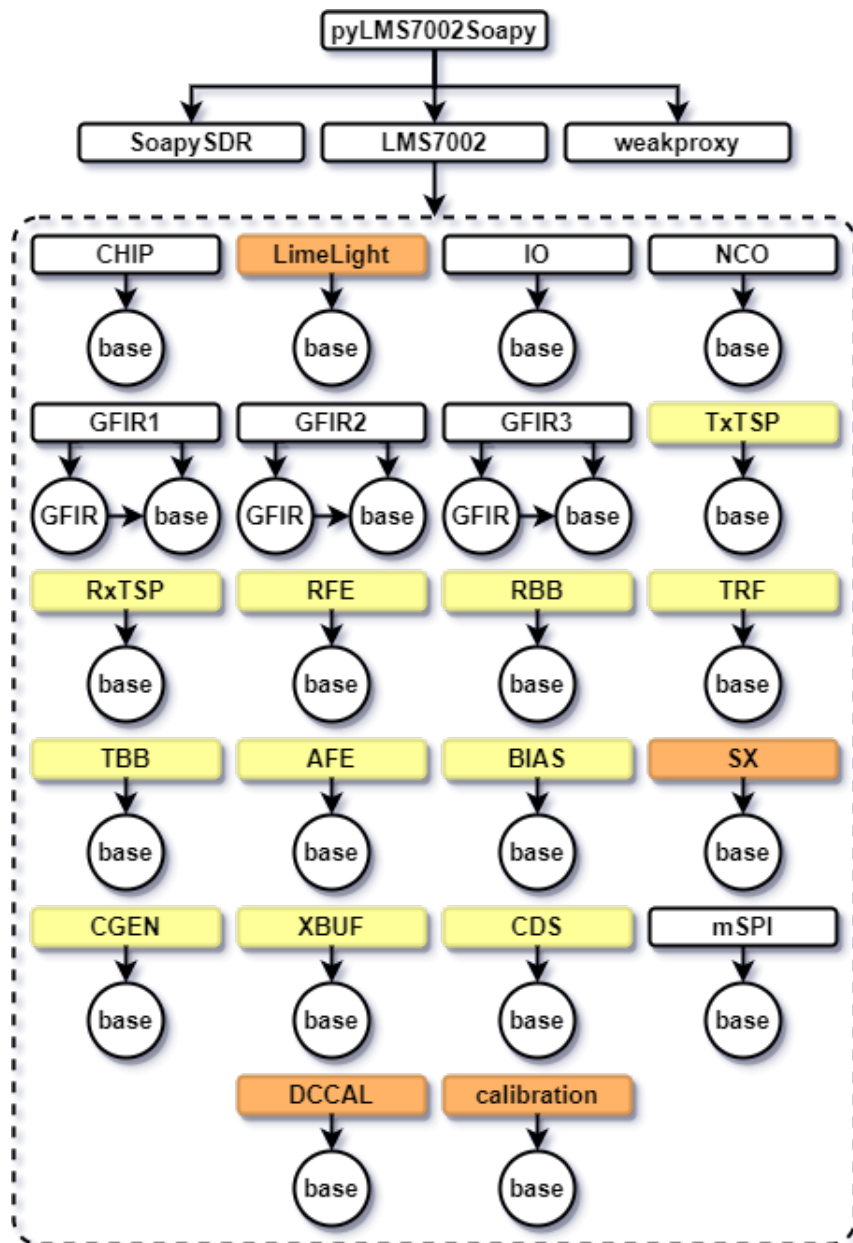 pyLMS7002Soapy
SoapySDR LMS7002 weakproxy
CHIP LimeLight IO NCO
base base base base
GFIR1 GFIR2 GFIR3 TxTSP
GFIR base GFIR base GFIR base base
RxTSP RFE RBB TRF
base base base base
TBB AFE BIAS SX
base base base base
CGEN XBUF CDS mSPI
base base base base
DCCAL calibration
base base